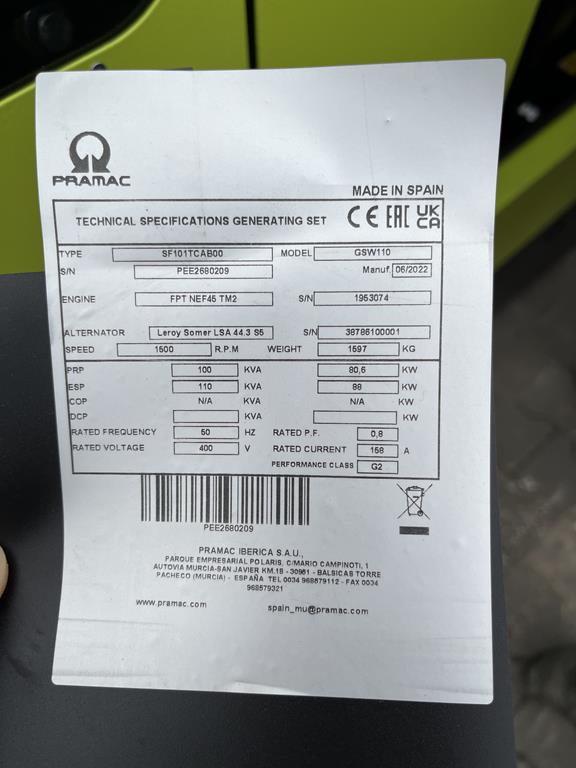 PRAMAC
MADE IN SPAIN
TECHNICAL SPECIFICATIONS GENERATING SET CE EAC UKCA
TYPE SF101TCAB00 MODEL GSW110
S/N PEE2680209 Manuf. 06/2022
ENGINE FPT NEF45 TM2 S/N 1953074
ALTERNATOR Leroy Somer LSA 44.3 S5 S/N 38786100001
SPEED 1500 R.P.M WEIGHT 1597 KG
PRP 100 KVA 80,6 KW
ESP 110 KVA 88 KW
COP N/A KVA N/A KW
DCP KVA KW
RATED FREQUENCY 50 HZ RATED P.F. 0,8
RATED VOLTAGE 400 V RATED CURRENT 158 A
PERFORMANCE CLASS G2
PEE2680209
PRAMAC IBERICA S.A.U.,
PARQUE EMPRESARIAL POLARIS, C/MARIO CAMPINOTI, 1
AUTOVIA MURCIA-SAN JAVIER KM.18 - 30591 - BALSICAS TORRE
PACHECO (MURCIA) - ESPAÑA TEL 0034 968579112 - FAX 0034
968579321
www.pramac.com spain_mu@pramac.com